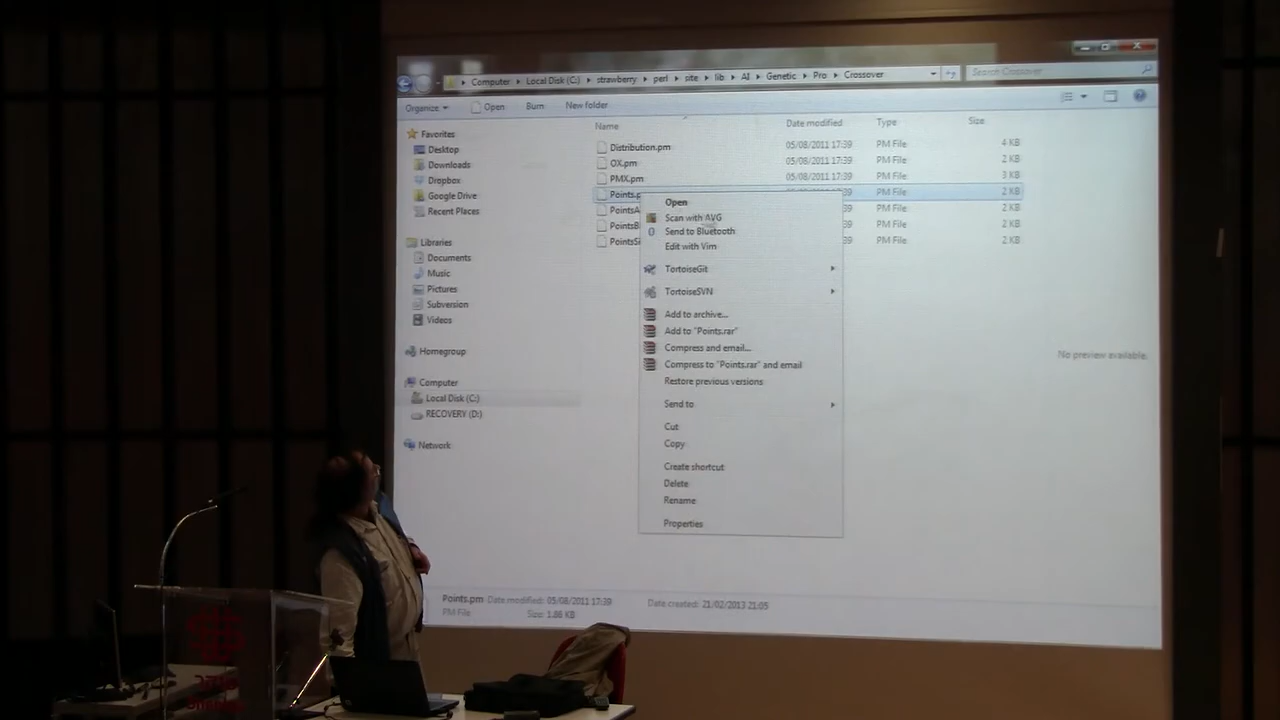 Computer Local Disk (C:) strawberry perl site lib AI Genetic Pro Crossover
Search Crossover
Organize Open Burn New folder
Name Date modified Type Size
Favorites
Desktop
Downloads
Dropbox
Google Drive
Recent Places
Libraries
Documents
Music
Pictures
Subversion
Videos
Homegroup
Computer
Local Disk (C:)
RECOVERY (D:)
Network
Distribution.pm 05/08/2011 17:39 PM File 4 KB
OX.pm 05/08/2011 17:39 PM File 2 KB
PMX.pm 05/08/2011 17:39 PM File 3 KB
Points.p PM File 2 KB
PointsA :39 PM File 2 KB
PointsB :39 PM File 2 KB
PointsSi :39 PM File 2 KB
Open
Scan with AVG
Send to Bluetooth
Edit with Vim
TortoiseGit
TortoiseSVN
Add to archive...
Add to "Points.rar"
Compress and email...
Compress to "Points.rar" and email
Restore previous versions
Send to
Cut
Copy
Create shortcut
Delete
Rename
Properties
No preview available.
Points.pm Date modified: 05/08/2011 17:39 Date created: 21/02/2013 21:05
PM File Size: 1.86 KB